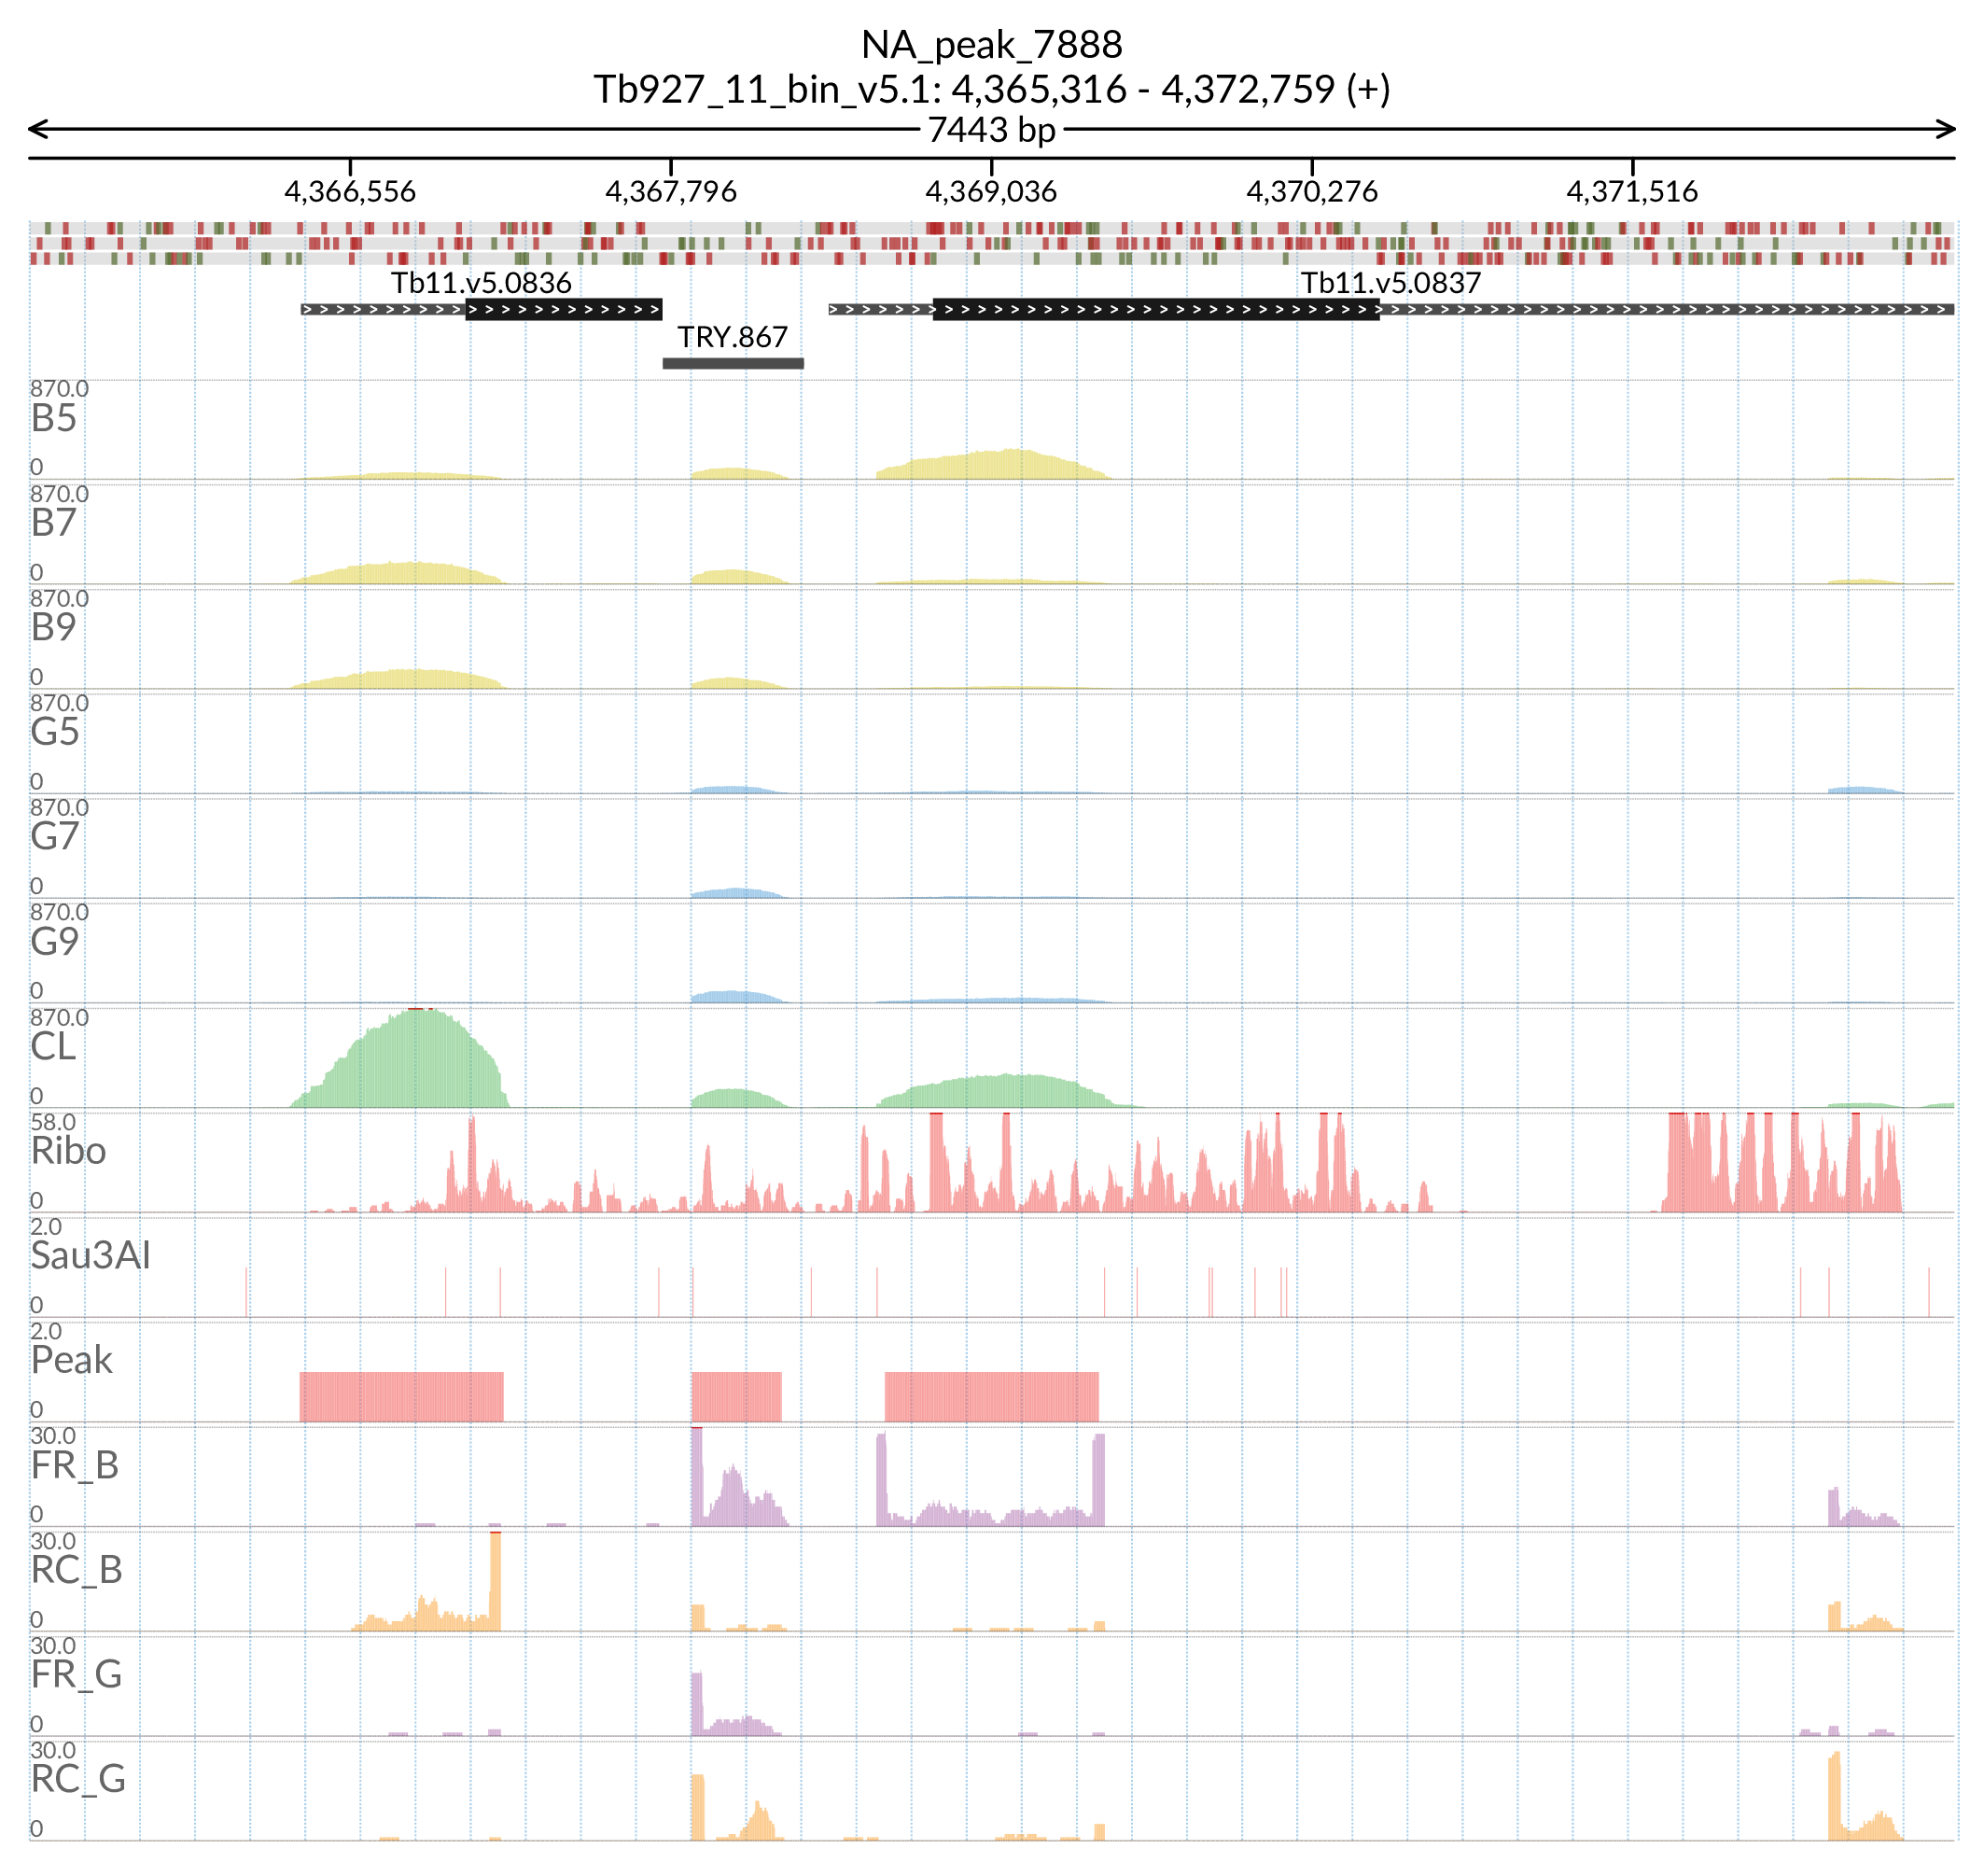 NA_peak_7888
Tb927_11_bin_v5.1: 4,365,316 - 4,372,759 (+)
7443 bp
4,366,556 4,367,796 4,369,036 4,370,276 4,371,516
Tb11.v5.0836 Tb11.v5.0837
TRY.867
870.0
B5
0
870.0
B7
0
870.0
B9
0
870.0
G5
0
870.0
G7
0
870.0
G9
0
870.0
CL
0
58.0
Ribo
0
2.0
Sau3AI
0
2.0
Peak
0
30.0
FR_B
0
30.0
RC_B
0
30.0
FR_G
0
30.0
RC_G
0